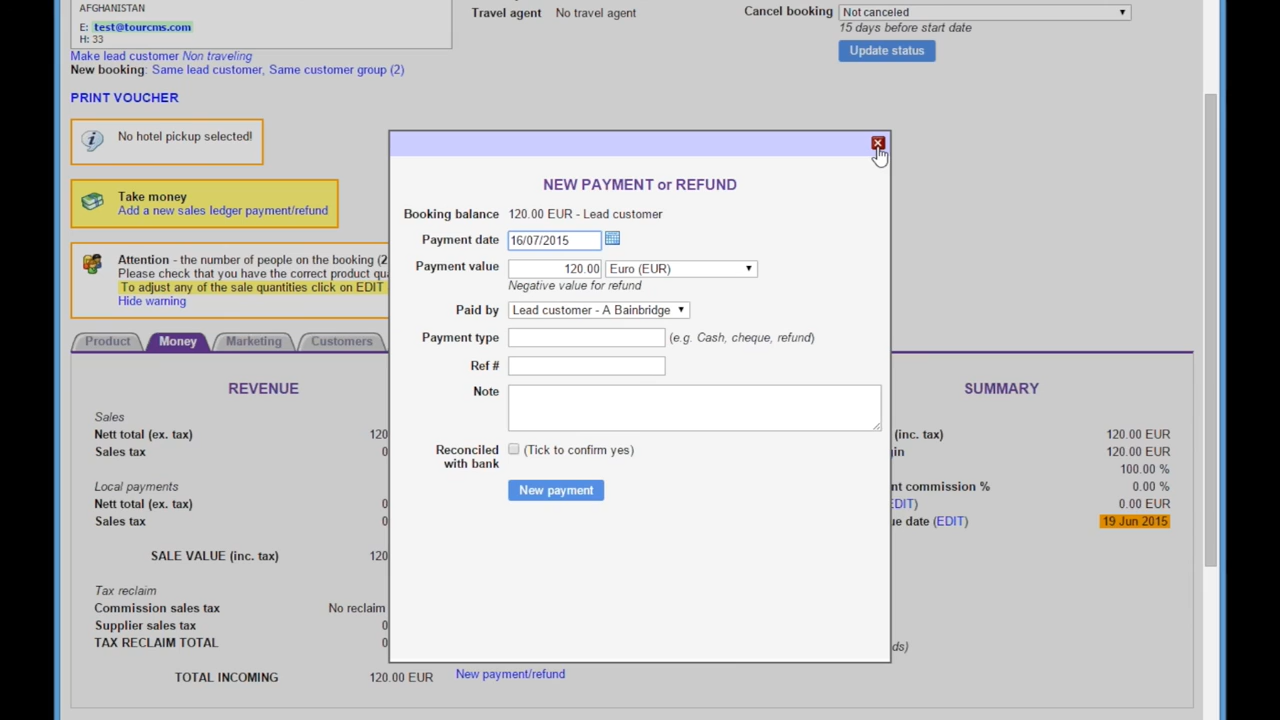 AFGHANISTAN
E: test@tourcms.com
H: 33
Make lead customer Non traveling
New booking: Same lead customer, Same customer group (2)
Travel agent No travel agent
Cancel booking Not canceled
15 days before start date
Update status
PRINT VOUCHER
No hotel pickup selected!
Take money
Add a new sales ledger payment/refund
Attention - the number of people on the booking (2
Please check that you have the correct product qua
To adjust any of the sale quantities click on EDIT
Hide warning
Product Money Marketing Customers
NEW PAYMENT or REFUND
Booking balance 120.00 EUR - Lead customer
Payment date 16/07/2015
Payment value 120.00 Euro (EUR)
Negative value for refund
Paid by Lead customer - A Bainbridge
Payment type (e.g. Cash, cheque, refund)
Ref #
Note
Reconciled (Tick to confirm yes)
with bank
New payment
REVENUE
Sales
Nett total (ex. tax) 120
Sales tax 0
Local payments
Nett total (ex. tax) 0
Sales tax 0
SALE VALUE (inc. tax) 120
Tax reclaim
Commission sales tax No reclaim
Supplier sales tax 0
TAX RECLAIM TOTAL 0
TOTAL INCOMING 120.00 EUR
New payment/refund
SUMMARY
(inc. tax) 120.00 EUR
in 120.00 EUR
100.00 %
nt commission % 0.00 %
EDIT) 0.00 EUR
ue date (EDIT) 19 Jun 2015
ds)